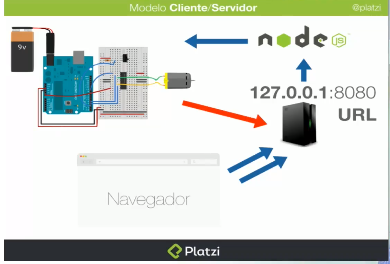 Modelo Cliente/Servidor
@platzi
9v
node
JS
127.0.0.1:8080
URL
Navegador
Platzi